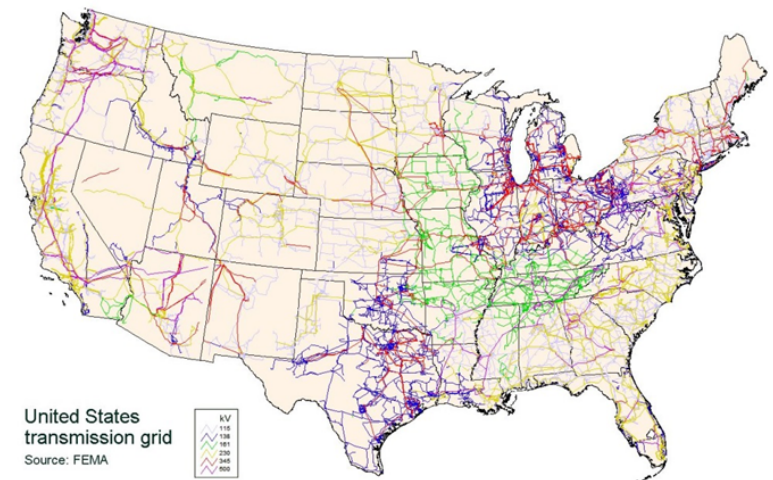 United States
transmission grid
Source: FEMA
kV
115
138
161
230
345
500